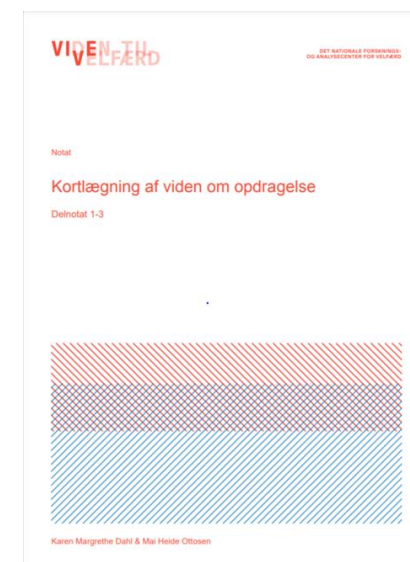 VIDEN TIL
VELFÆRD
DET NATIONALE FORSKNINGS-
OG ANALYSECENTER FOR VELFÆRD
Notat
Kortlægning af viden om opdragelse
Delnotat 1-3
Karen Margrethe Dahl & Mai Heide Ottosen